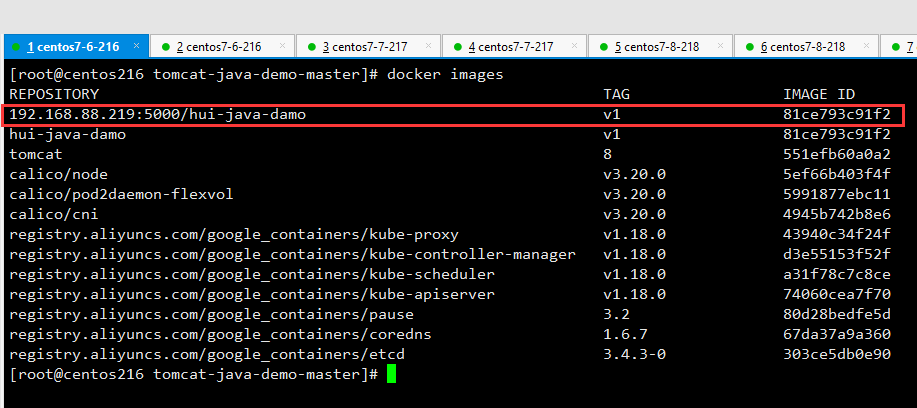 1 centos7-6-216 × 2 centos7-6-216 × 3 centos7-7-217 × 4 centos7-7-217 × 5 centos7-8-218 × 6 centos7-8-218 × 7
[root@centos216 tomcat-java-demo-master]# docker images
REPOSITORY TAG IMAGE ID
192.168.88.219:5000/hui-java-damo v1 81ce793c91f2
hui-java-damo v1 81ce793c91f2
tomcat 8 551efb60a0a2
calico/node v3.20.0 5ef66b403f4f
calico/pod2daemon-flexvol v3.20.0 5991877ebc11
calico/cni v3.20.0 4945b742b8e6
registry.aliyuncs.com/google_containers/kube-proxy v1.18.0 43940c34f24f
registry.aliyuncs.com/google_containers/kube-controller-manager v1.18.0 d3e55153f52f
registry.aliyuncs.com/google_containers/kube-scheduler v1.18.0 a31f78c7c8ce
registry.aliyuncs.com/google_containers/kube-apiserver v1.18.0 74060cea7f70
registry.aliyuncs.com/google_containers/pause 3.2 80d28bedfe5d
registry.aliyuncs.com/google_containers/coredns 1.6.7 67da37a9a360
registry.aliyuncs.com/google_containers/etcd 3.4.3-0 303ce5db0e90
[root@centos216 tomcat-java-demo-master]#